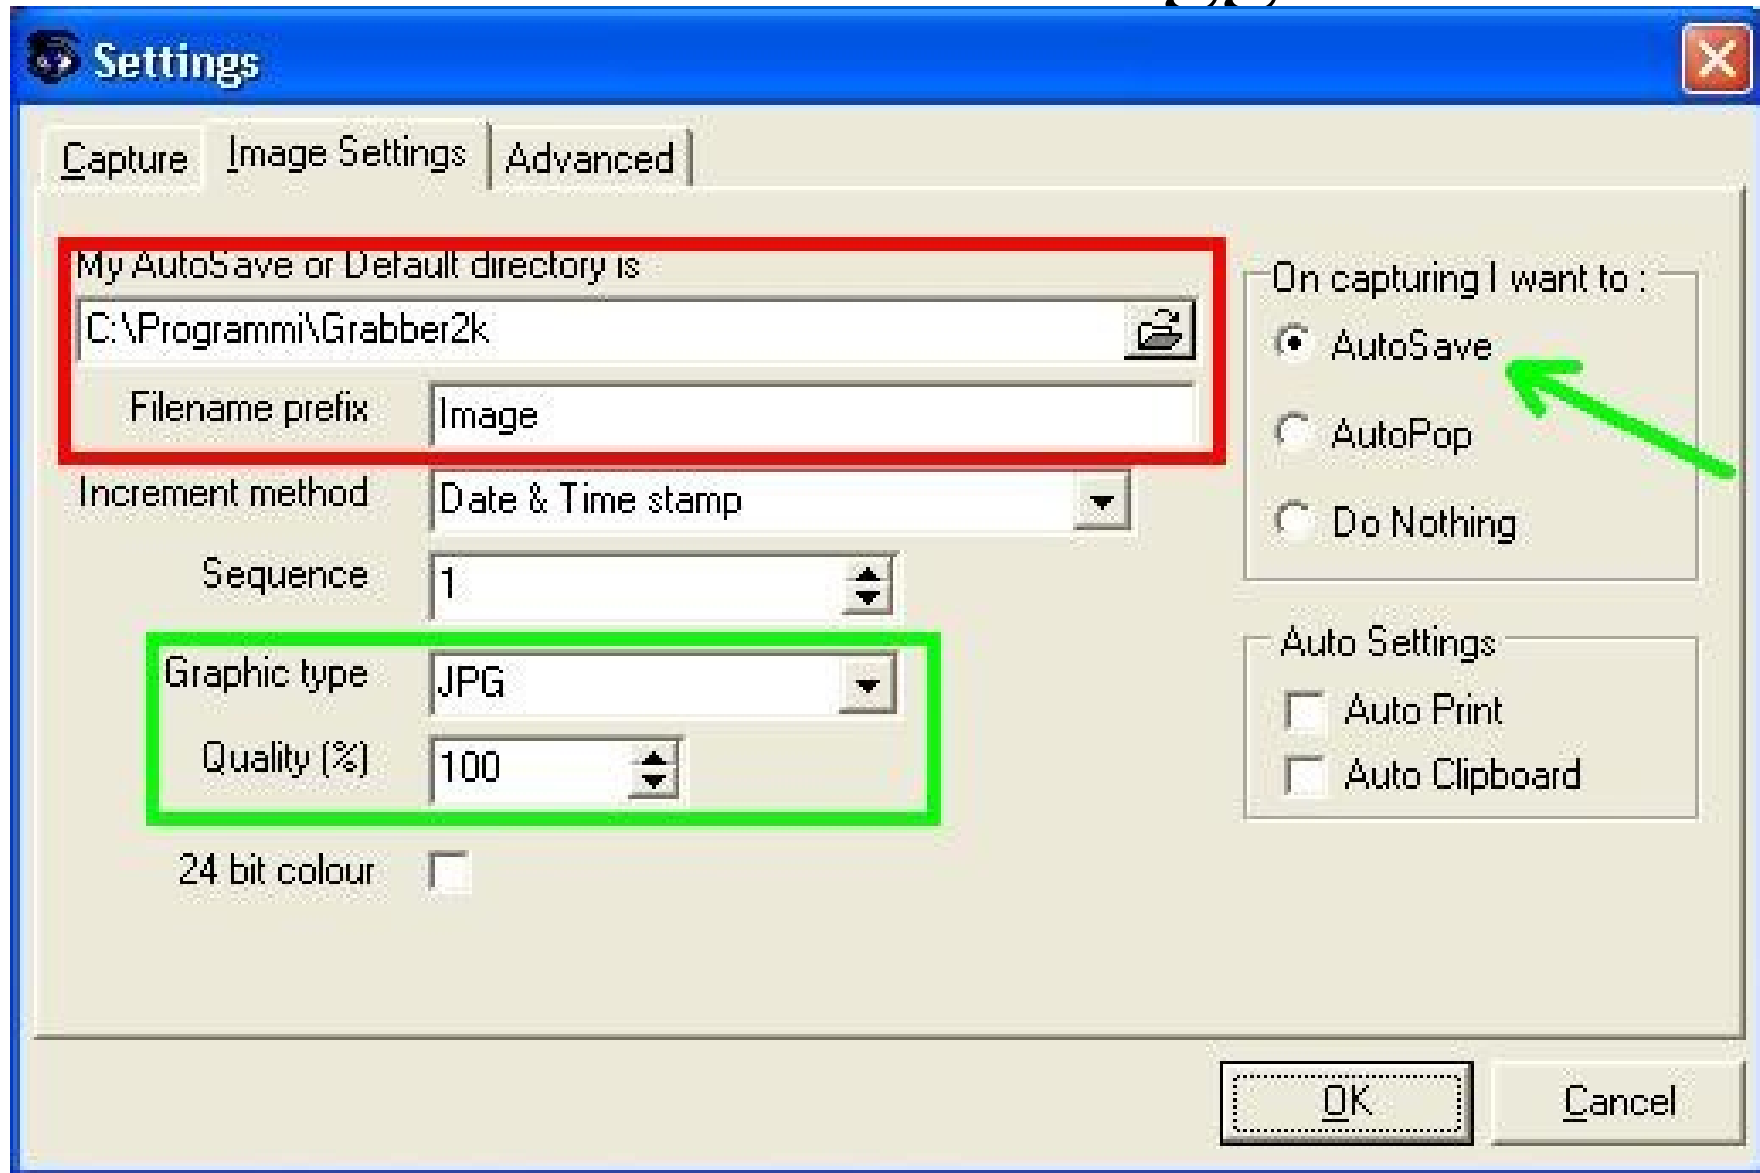 Settings
Capture Image Settings Advanced
My AutoSave or Default directory is
C:\Programmi\Grabber2k
Filename prefix Image
Increment method Date & Time stamp
Sequence 1
Graphic type JPG
Quality (%) 100
24 bit colour
On capturing I want to :
AutoSave
AutoPop
Do Nothing
Auto Settings
Auto Print
Auto Clipboard
OK Cancel